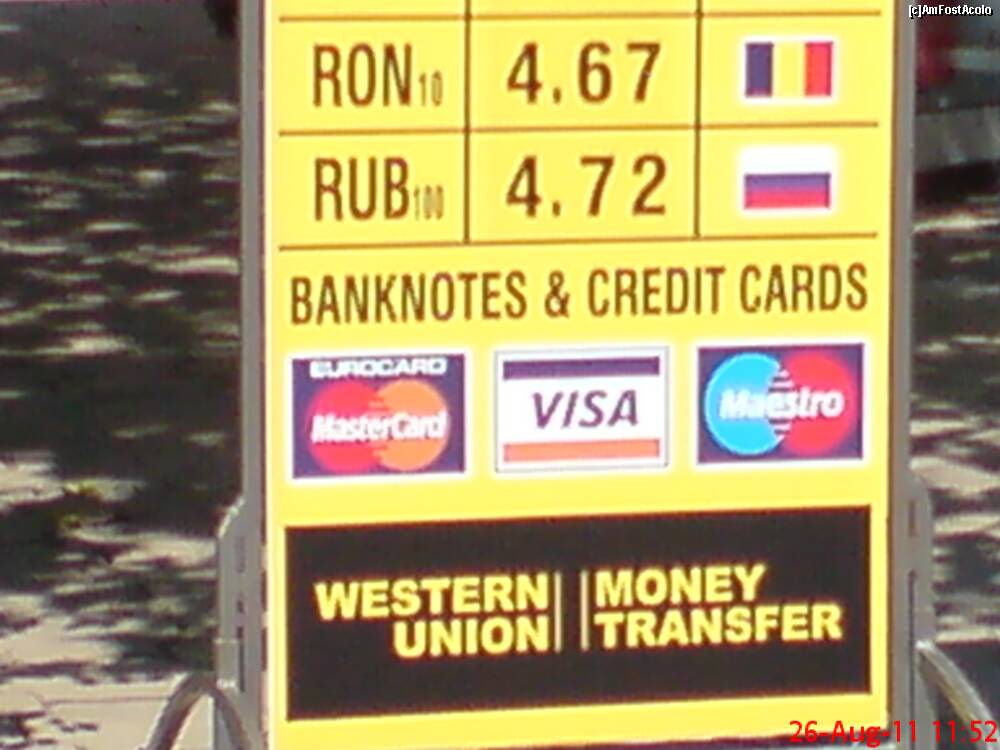 [c]AmFostAcolo
RON10 4.67
RUB100 4.72
BANKNOTES & CREDIT CARDS
EUROCARD
MasterCard VISA Maestro
WESTERN UNION || MONEY TRANSFER
26-Aug-11 11:52